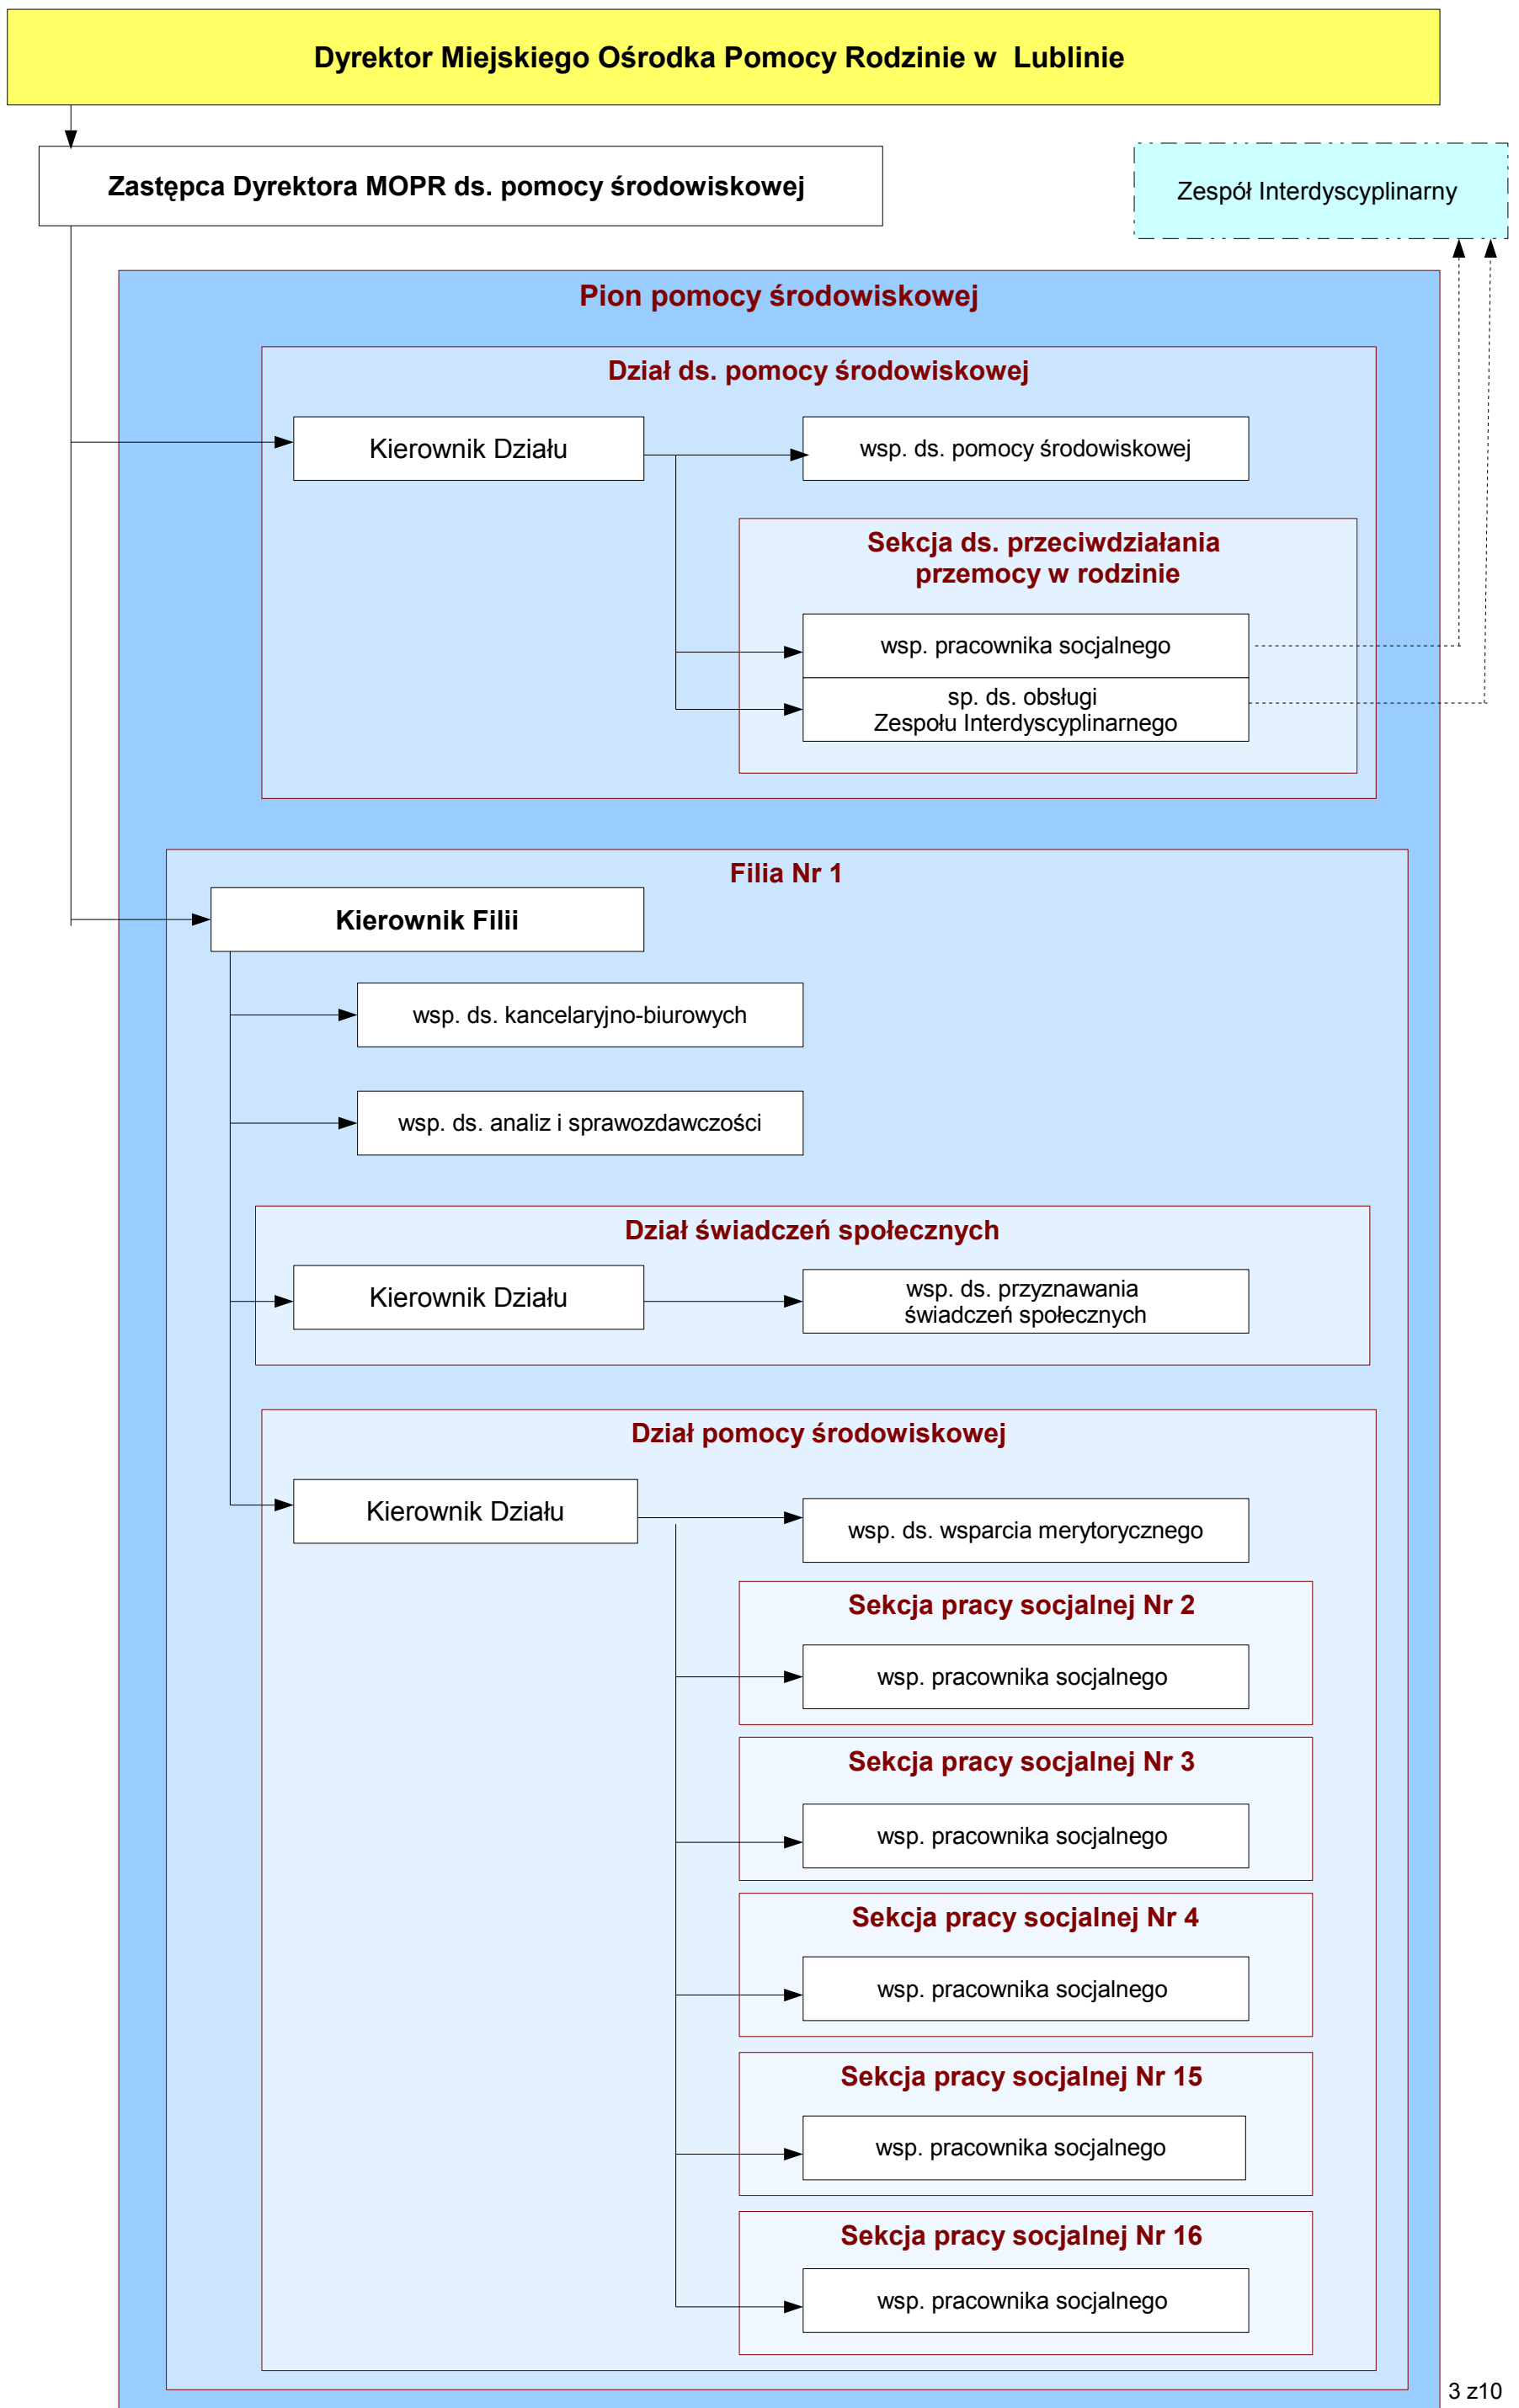 Dyrektor Miejskiego Ośrodka Pomocy Rodzinie w Lublinie
Zastępca Dyrektora MOPR ds. pomocy środowiskowej
Zespół Interdyscyplinarny
Pion pomocy środowiskowej
Dział ds. pomocy środowiskowej
Kierownik Działu
wsp. ds. pomocy środowiskowej
Sekcja ds. przeciwdziałania
przemocy w rodzinie
wsp. pracownika socjalnego
sp. ds. obsługi
Zespołu Interdyscyplinarnego
Filia Nr 1
Kierownik Filii
wsp. ds. kancelaryjno-biurowych
wsp. ds. analiz i sprawozdawczości
Dział świadczeń społecznych
Kierownik Działu
wsp. ds. przyznawania
świadczeń społecznych
Dział pomocy środowiskowej
Kierownik Działu
wsp. ds. wsparcia merytorycznego
Sekcja pracy socjalnej Nr 2
wsp. pracownika socjalnego
Sekcja pracy socjalnej Nr 3
wsp. pracownika socjalnego
Sekcja pracy socjalnej Nr 4
wsp. pracownika socjalnego
Sekcja pracy socjalnej Nr 15
wsp. pracownika socjalnego
Sekcja pracy socjalnej Nr 16
wsp. pracownika socjalnego
3 z10